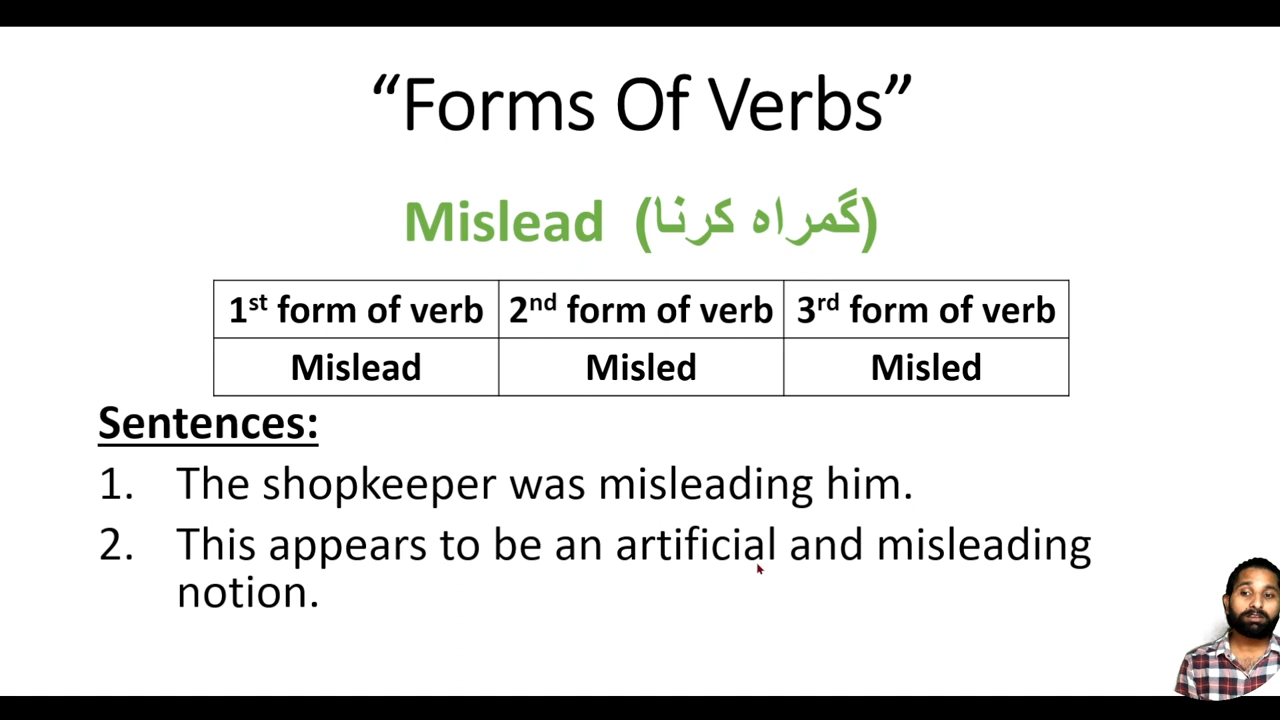 “Forms Of Verbs”
Mislead (گمراہ کرنا)
1st form of verb 2nd form of verb 3rd form of verb
Mislead Misled Misled
Sentences:
1. The shopkeeper was misleading him.
2. This appears to be an artificial and misleading
notion.